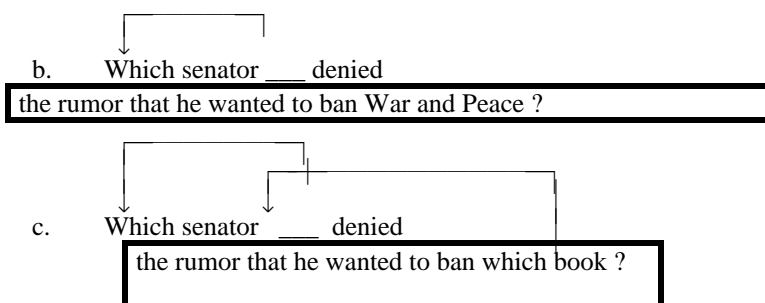 b. Which senator ___ denied
the rumor that he wanted to ban War and Peace ?
c. Which senator ___ denied
the rumor that he wanted to ban which book ?